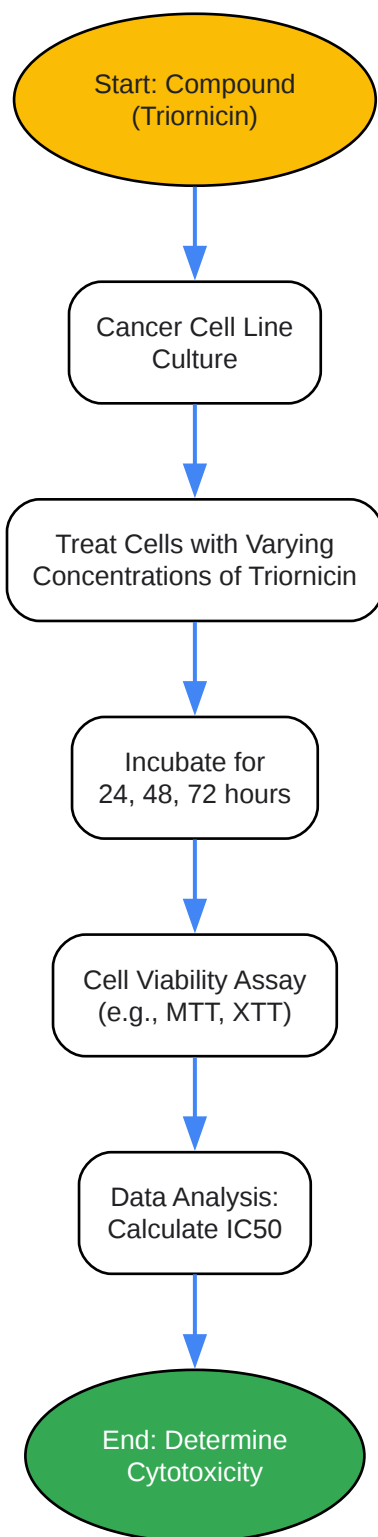 Start: Compound
(Triornicin)
Cancer Cell Line
Culture
Treat Cells with Varying
Concentrations of Triornicin
Incubate for
24, 48, 72 hours
Cell Viability Assay
(e.g., MTT, XTT)
Data Analysis:
Calculate IC50
End: Determine
Cytotoxicity